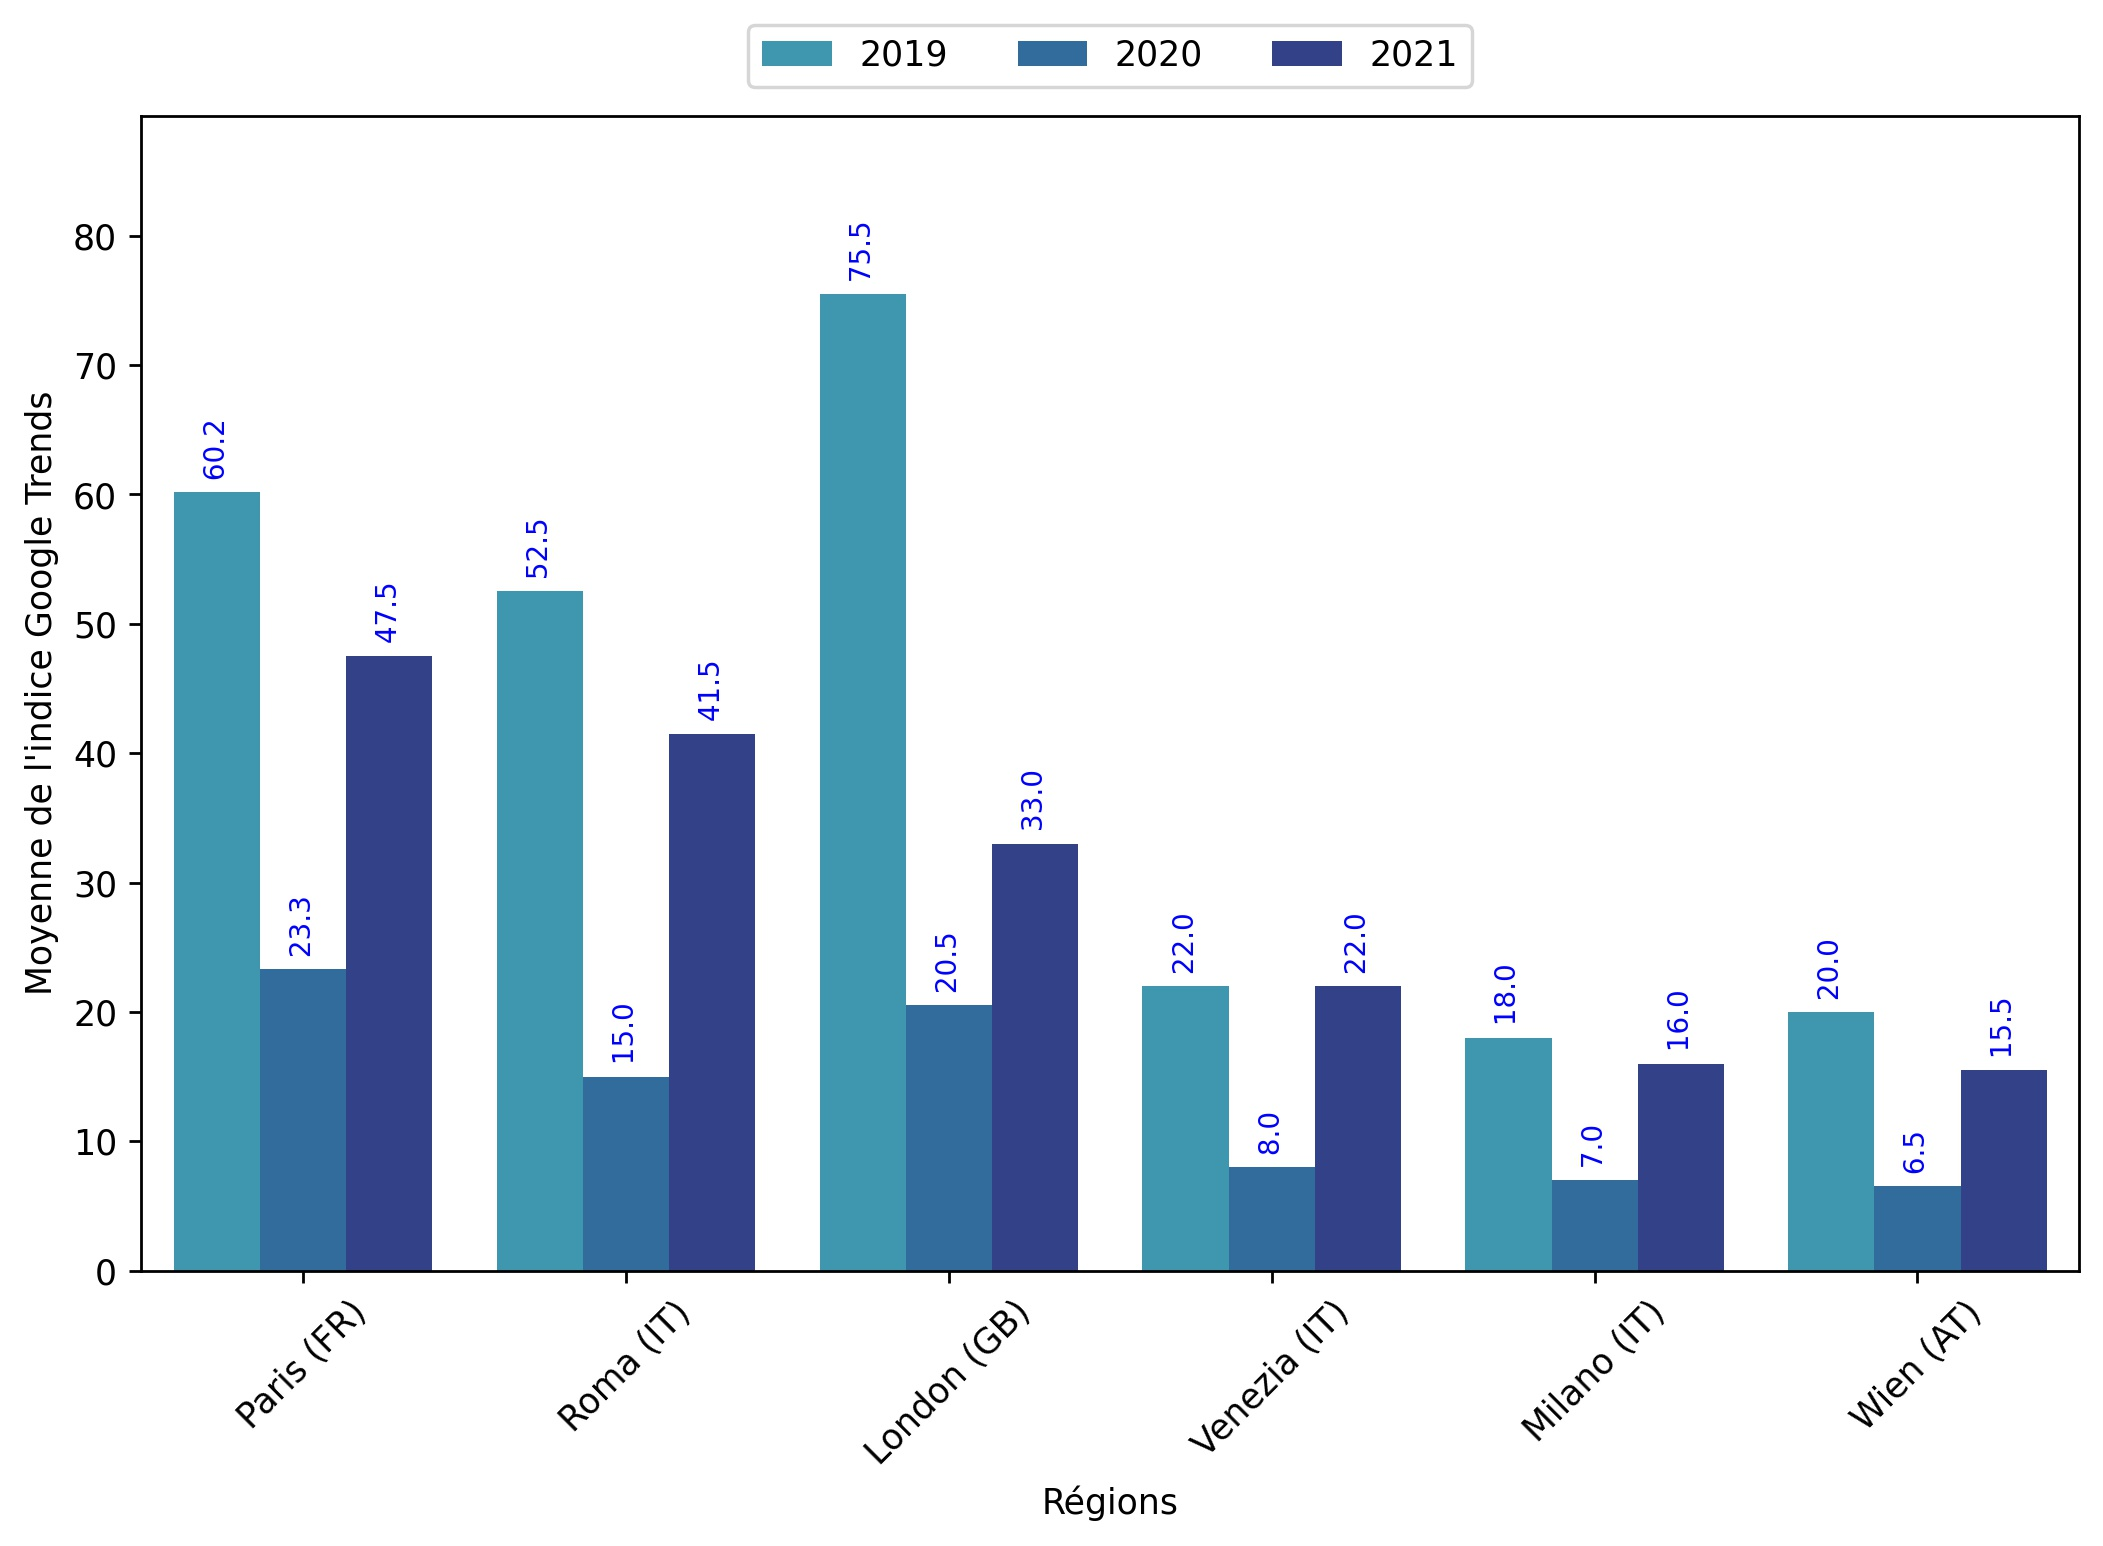 2019 2020 2021
Moyenne de l'indice Google Trends
80
70
60
50
40
30
20
10
0
60.2 23.3 47.5
52.5 15.0 41.5
75.5 20.5 33.0
22.0 8.0 22.0
18.0 7.0 16.0
20.0 6.5 15.5
Paris (FR)
Roma (IT)
London (GB)
Venezia (IT)
Milano (IT)
Wien (AT)
Régions